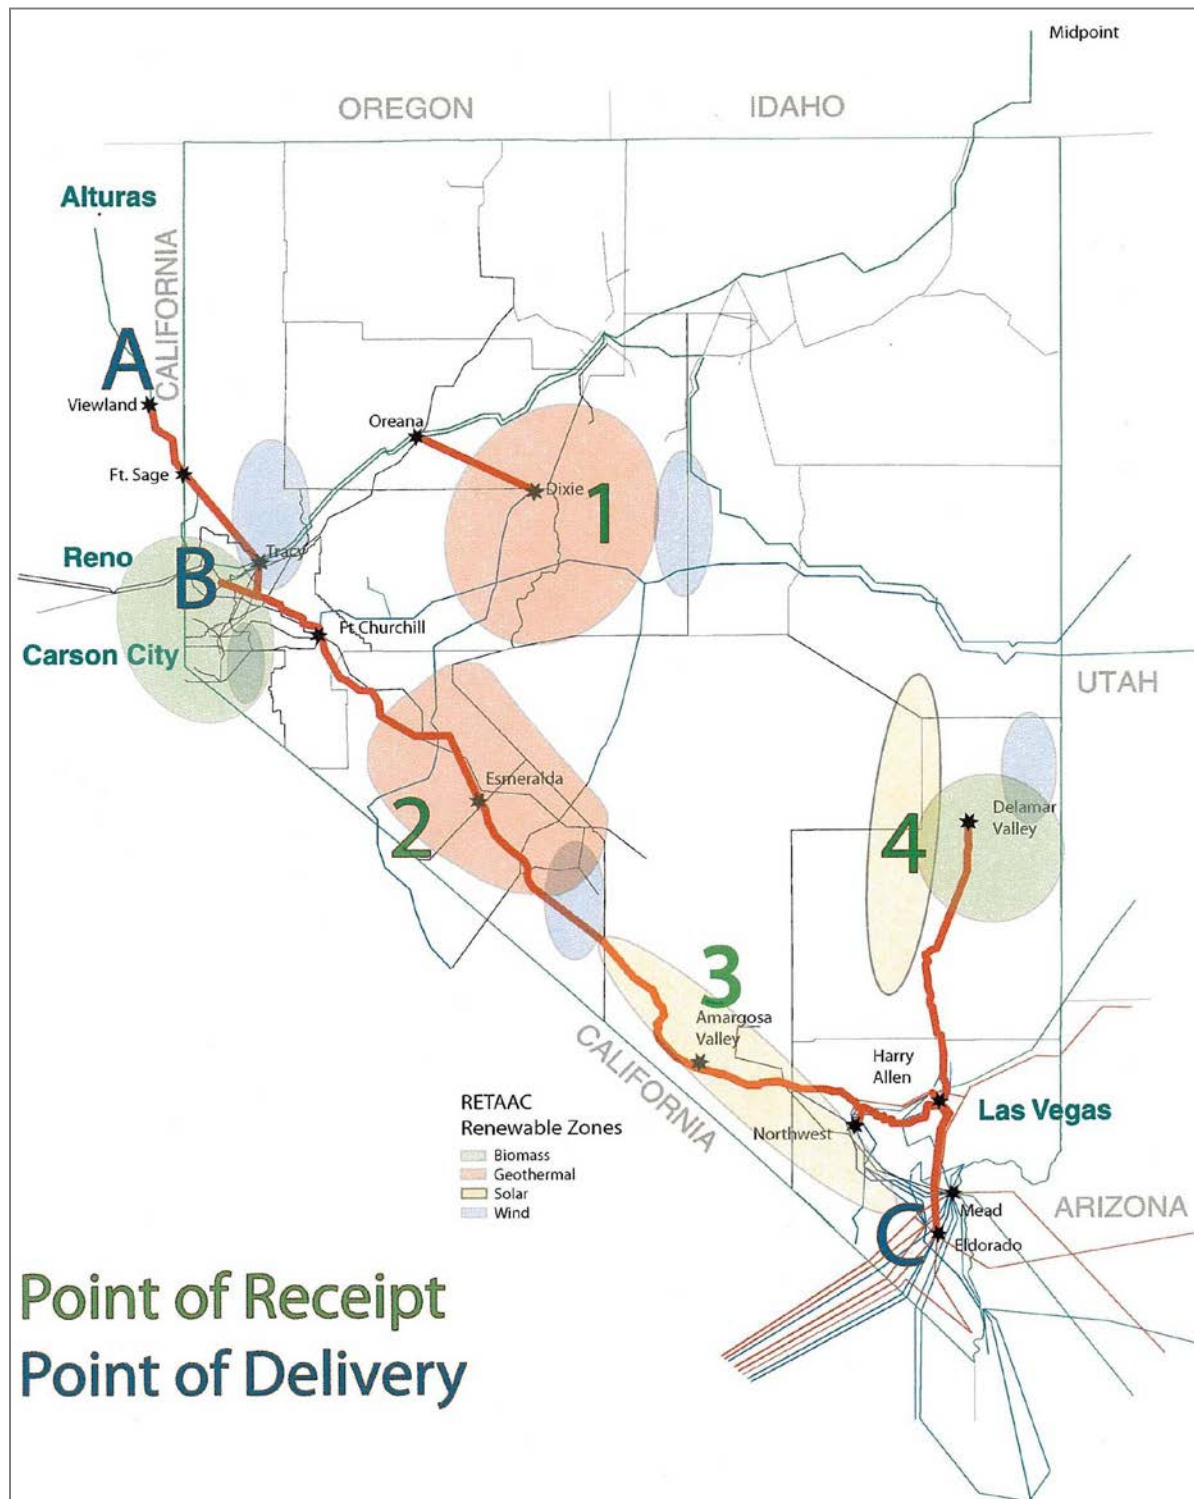 Midpoint
OREGON
IDAHO
Alturas
CALIFORNIA
A
Viewland
Oreana
Ft. Sage
Dixie
1
Reno
Tracy
B
Ft Churchill
Carson City
UTAH
Esmeralda
2
Delamar
Valley
4
3
Amargosa
Valley
CALIFORNIA
Harry
Allen
Las Vegas
RETAAC
Renewable Zones
Biomass
Geothermal
Solar
Wind
Northwest
ARIZONA
Mead
C
Eldorado
Point of Receipt
Point of Delivery